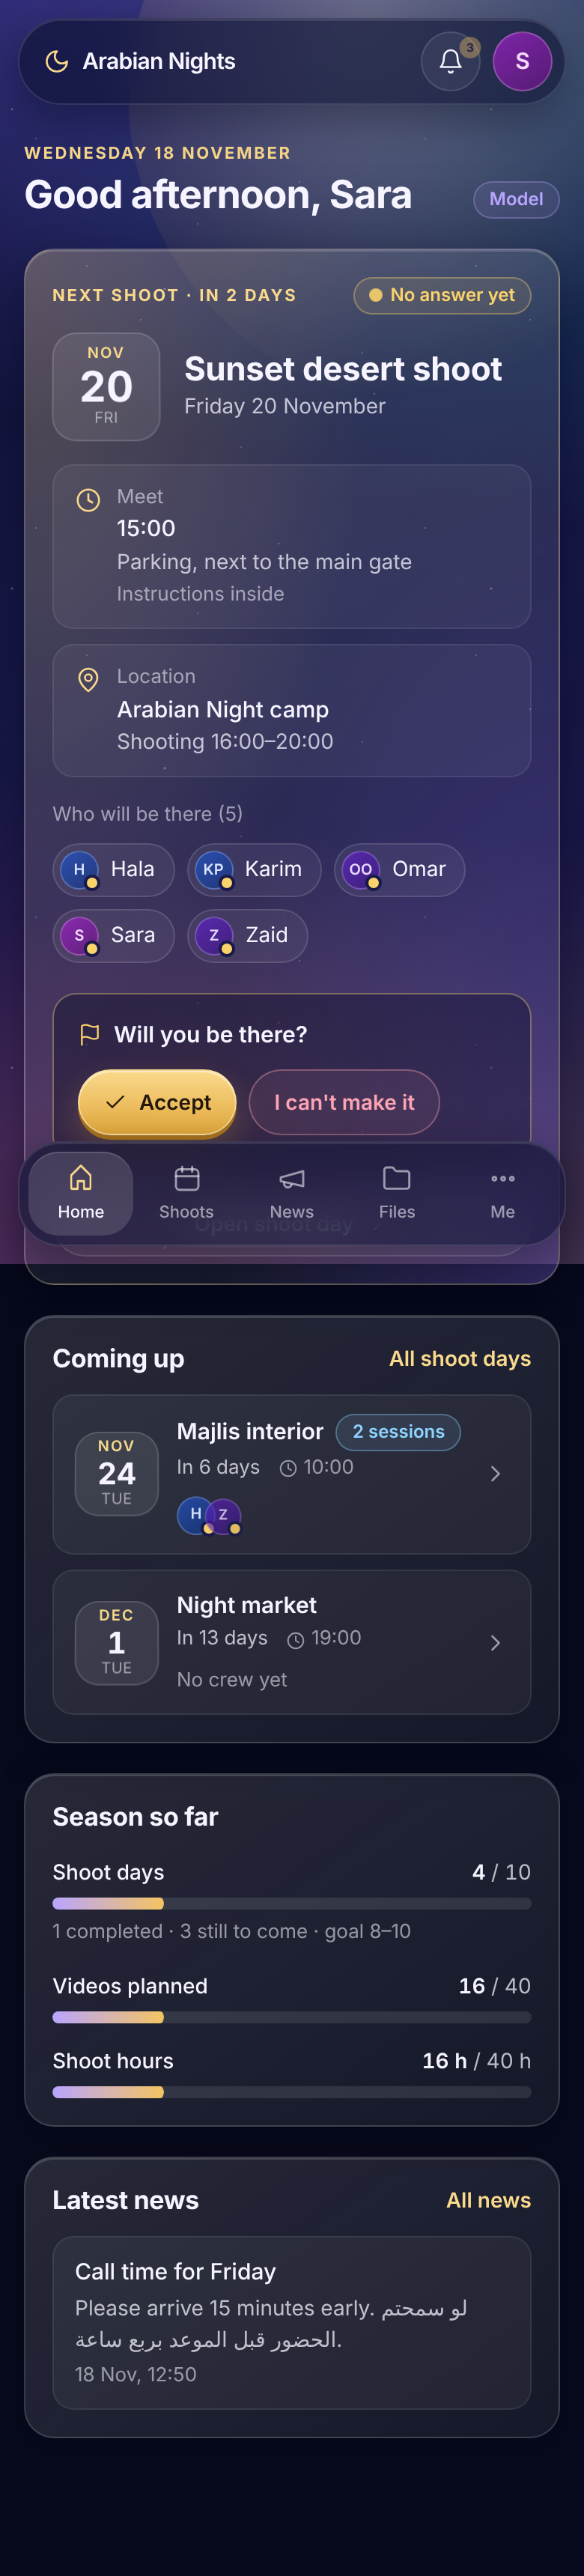 Arabian Nights
3
S
WEDNESDAY 18 NOVEMBER
Good afternoon, Sara
Model
NEXT SHOOT · IN 2 DAYS
No answer yet
NOV
20
FRI
Sunset desert shoot
Friday 20 November
Meet
15:00
Parking, next to the main gate
Instructions inside
Location
Arabian Night camp
Shooting 16:00–20:00
Who will be there (5)
H Hala
KP Karim
OO Omar
S Sara
Z Zaid
Will you be there?
Accept
I can't make it
Open shoot day
Home
Shoots
News
Files
Me
Coming up
All shoot days
NOV
24
TUE
Majlis interior
2 sessions
In 6 days
10:00
H Z
DEC
1
TUE
Night market
In 13 days
19:00
No crew yet
Season so far
Shoot days
4 / 10
1 completed · 3 still to come · goal 8–10
Videos planned
16 / 40
Shoot hours
16 h / 40 h
Latest news
All news
Call time for Friday
Please arrive 15 minutes early. لو سمحتم
الحضور قبل الموعد بربع ساعة.
18 Nov, 12:50